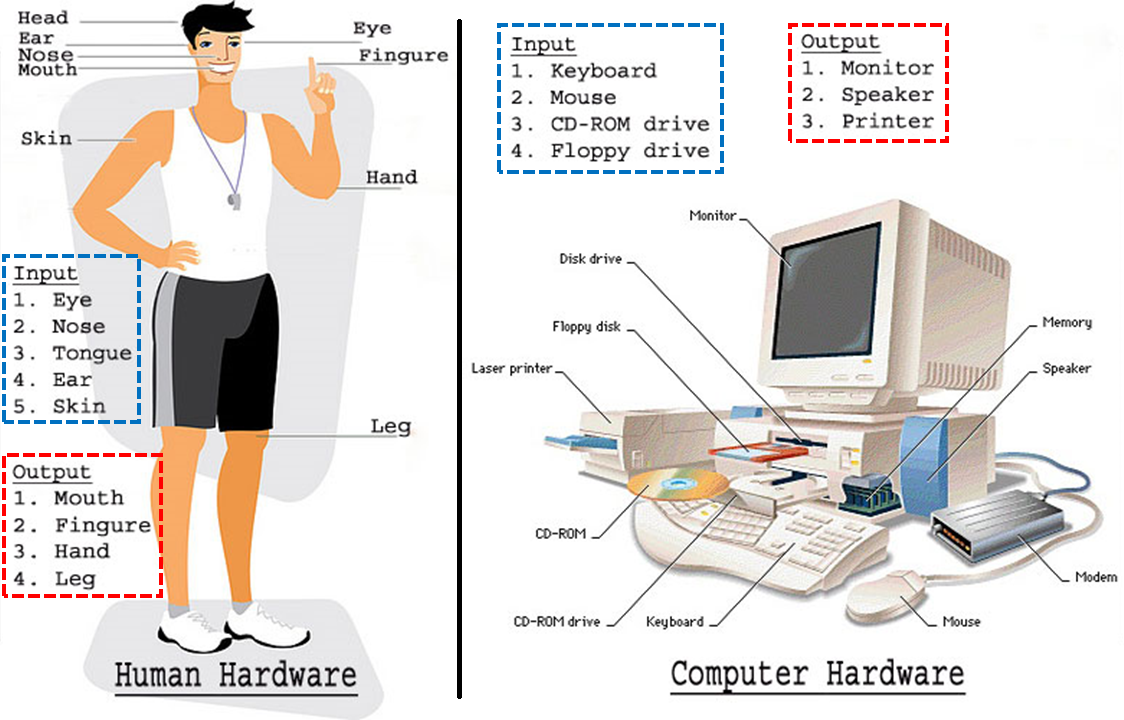 Head
Ear
Nose
Mouth
Eye
Fingure
Skin
Hand
Input
1. Eye
2. Nose
3. Tongue
4. Ear
5. Skin
Leg
Output
1. Mouth
2. Fingure
3. Hand
4. Leg
Human Hardware
Input
1. Keyboard
2. Mouse
3. CD-ROM drive
4. Floppy drive
Output
1. Monitor
2. Speaker
3. Printer
Monitor
Disk drive
Floppy disk
Laser printer
Memory
Speaker
CD-ROM
Modem
CD-ROM drive
Keyboard
Mouse
Computer Hardware